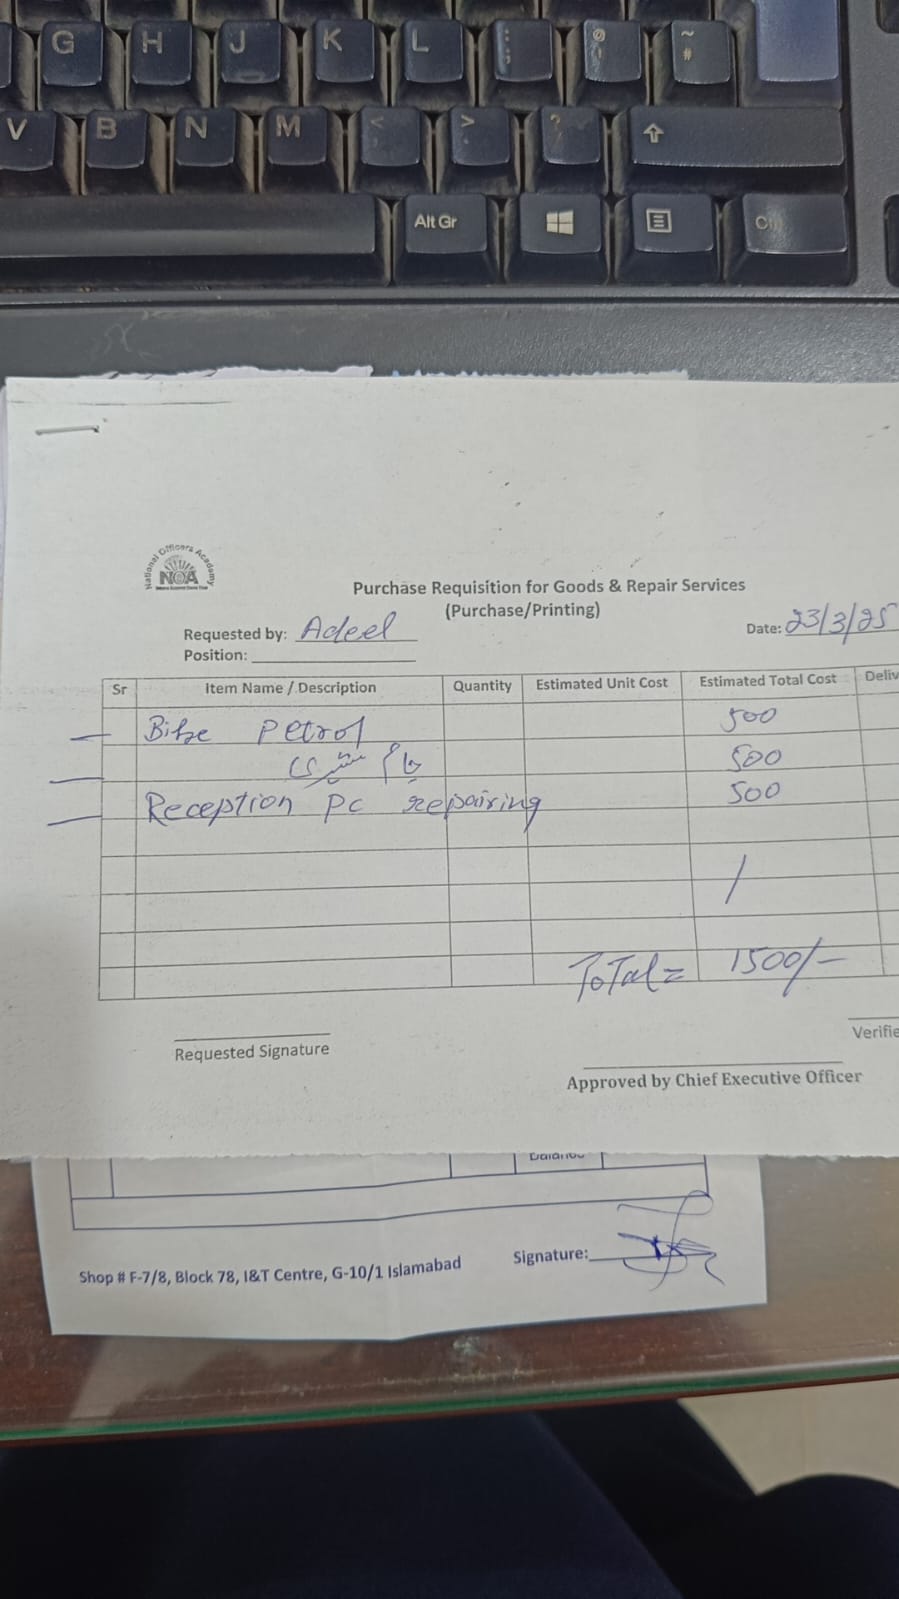 G H J K L : ; @ ~ #
V B N M < > ?
Alt Gr
National Officers Academy
NOA
Purchase Requisition for Goods & Repair Services
(Purchase/Printing)
Requested by: Adeel
Date: 23/3/25
Position:
Sr Item Name / Description Quantity Estimated Unit Cost Estimated Total Cost Deliv
Bike Petrol 500
500
Reception PC repairing 500
/
ToTal = 1500/-
Requested Signature
Verifie
Approved by Chief Executive Officer
Shop # F-7/8, Block 78, I&T Centre, G-10/1 Islamabad
Signature: